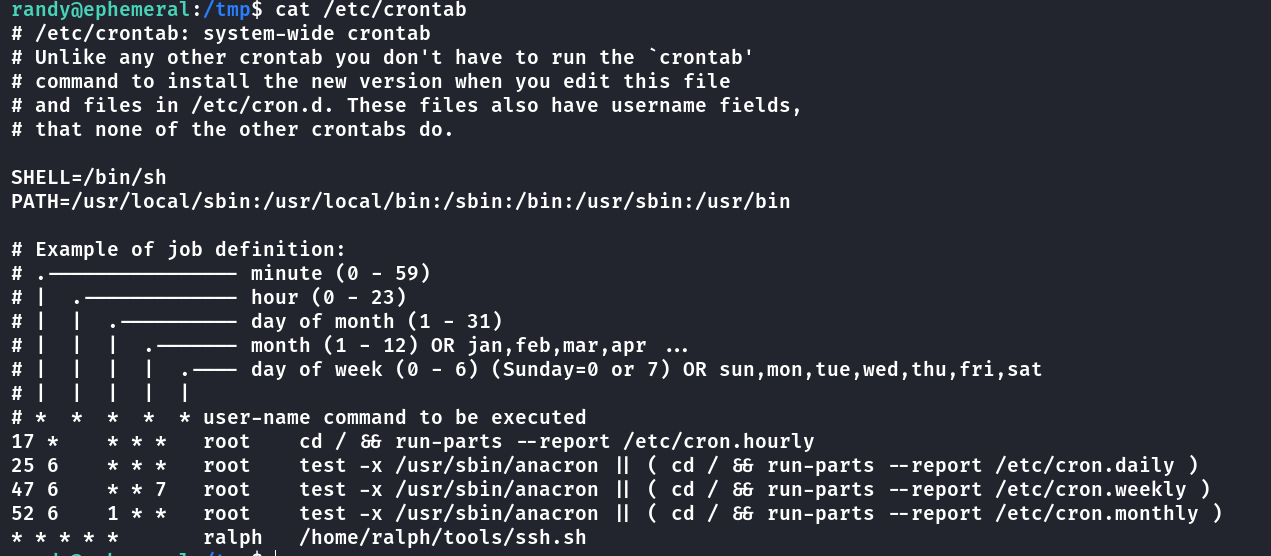 randy@ephemeral:/tmp$ cat /etc/crontab
# /etc/crontab: system-wide crontab
# Unlike any other crontab you don't have to run the `crontab'
# command to install the new version when you edit this file
# and files in /etc/cron.d. These files also have username fields,
# that none of the other crontabs do.

SHELL=/bin/sh
PATH=/usr/local/sbin:/usr/local/bin:/sbin:/bin:/usr/sbin:/usr/bin

# Example of job definition:
# .---------------- minute (0 - 59)
# |  .------------- hour (0 - 23)
# |  |  .---------- day of month (1 - 31)
# |  |  |  .------- month (1 - 12) OR jan,feb,mar,apr ...
# |  |  |  |  .---- day of week (0 - 6) (Sunday=0 or 7) OR sun,mon,tue,wed,thu,fri,sat
# |  |  |  |  |
# *  *  *  *  * user-name command to be executed
17 *    * * *   root    cd / && run-parts --report /etc/cron.hourly
25 6    * * *   root    test -x /usr/sbin/anacron || ( cd / && run-parts --report /etc/cron.daily )
47 6    * * 7   root    test -x /usr/sbin/anacron || ( cd / && run-parts --report /etc/cron.weekly )
52 6    1 * *   root    test -x /usr/sbin/anacron || ( cd / && run-parts --report /etc/cron.monthly )
* * * * *       ralph   /home/ralph/tools/ssh.sh